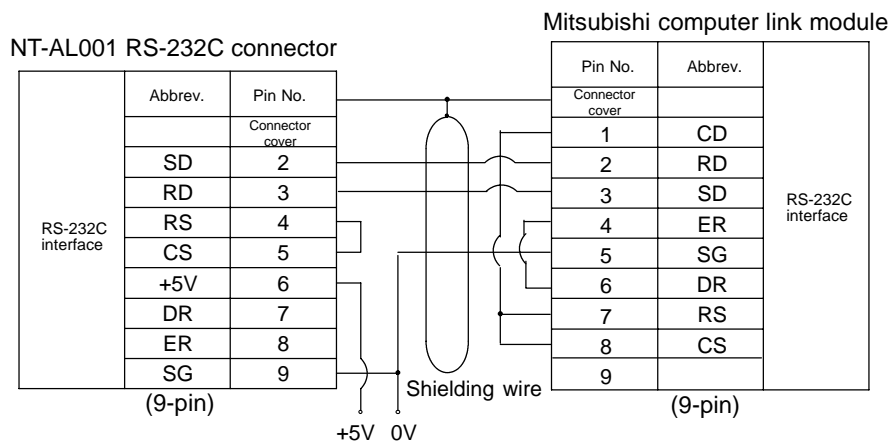 Mitsubishi computer link module
NT-AL001 RS-232C connector
Abbrev. Pin No.
Connector
cover
SD 2
RD 3
RS 4
CS 5
+5V 6
DR 7
ER 8
SG 9
RS-232C
interface
(9-pin)
+5V 0V
Shielding wire
Pin No. Abbrev.
Connector
cover
1 CD
2 RD
3 SD
4 ER
5 SG
6 DR
7 RS
8 CS
9
RS-232C
interface
(9-pin)